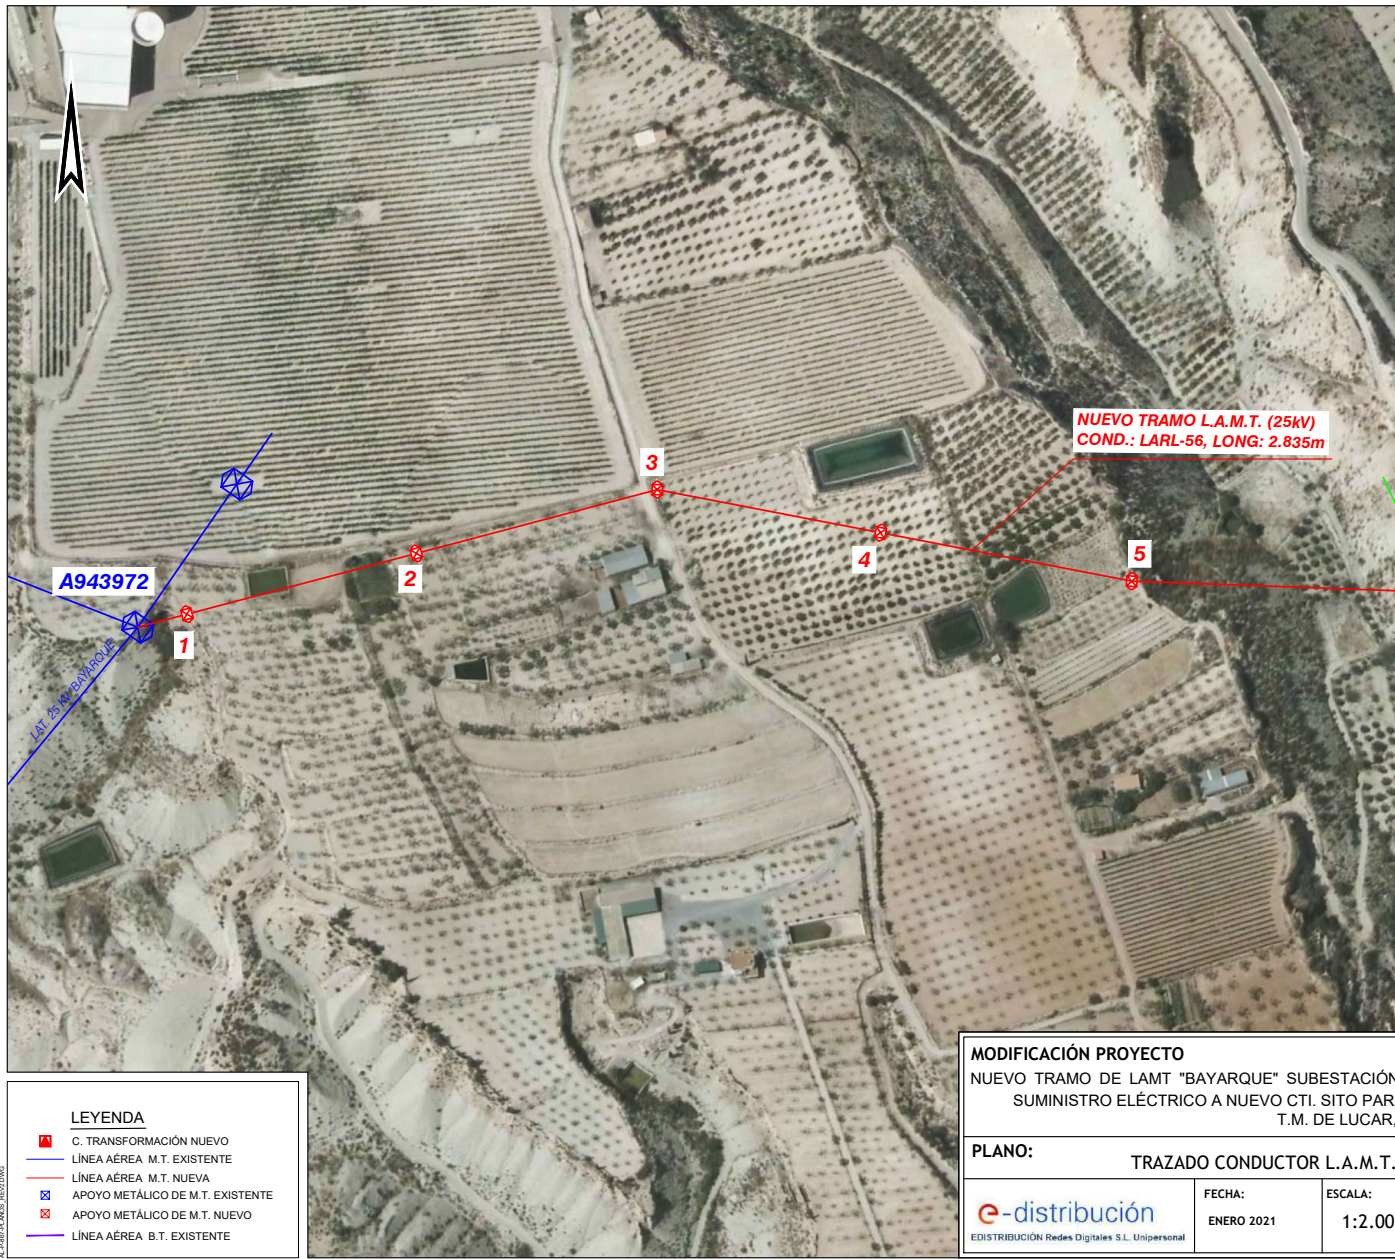 NUEVO TRAMO L.A.M.T. (25kV)
COND.: LARL-56, LONG: 2.835m
3
4
5
2
A943972
1
LAT. 25 KV "BAYARQUE"
LEYENDA
C. TRANSFORMACIÓN NUEVO
LÍNEA AÉREA M.T. EXISTENTE
LÍNEA AÉREA M.T. NUEVA
APOYO METÁLICO DE M.T. EXISTENTE
APOYO METÁLICO DE M.T. NUEVO
LÍNEA AÉREA B.T. EXISTENTE
MODIFICACIÓN PROYECTO
NUEVO TRAMO DE LAMT "BAYARQUE" SUBESTACIÓN
SUMINISTRO ELÉCTRICO A NUEVO CTI. SITO PAR
T.M. DE LUCAR,
PLANO:
TRAZADO CONDUCTOR L.A.M.T.
e-distribución
EDISTRIBUCIÓN Redes Digitales S.L. Unipersonal
FECHA:
ENERO 2021
ESCALA:
1:2.00